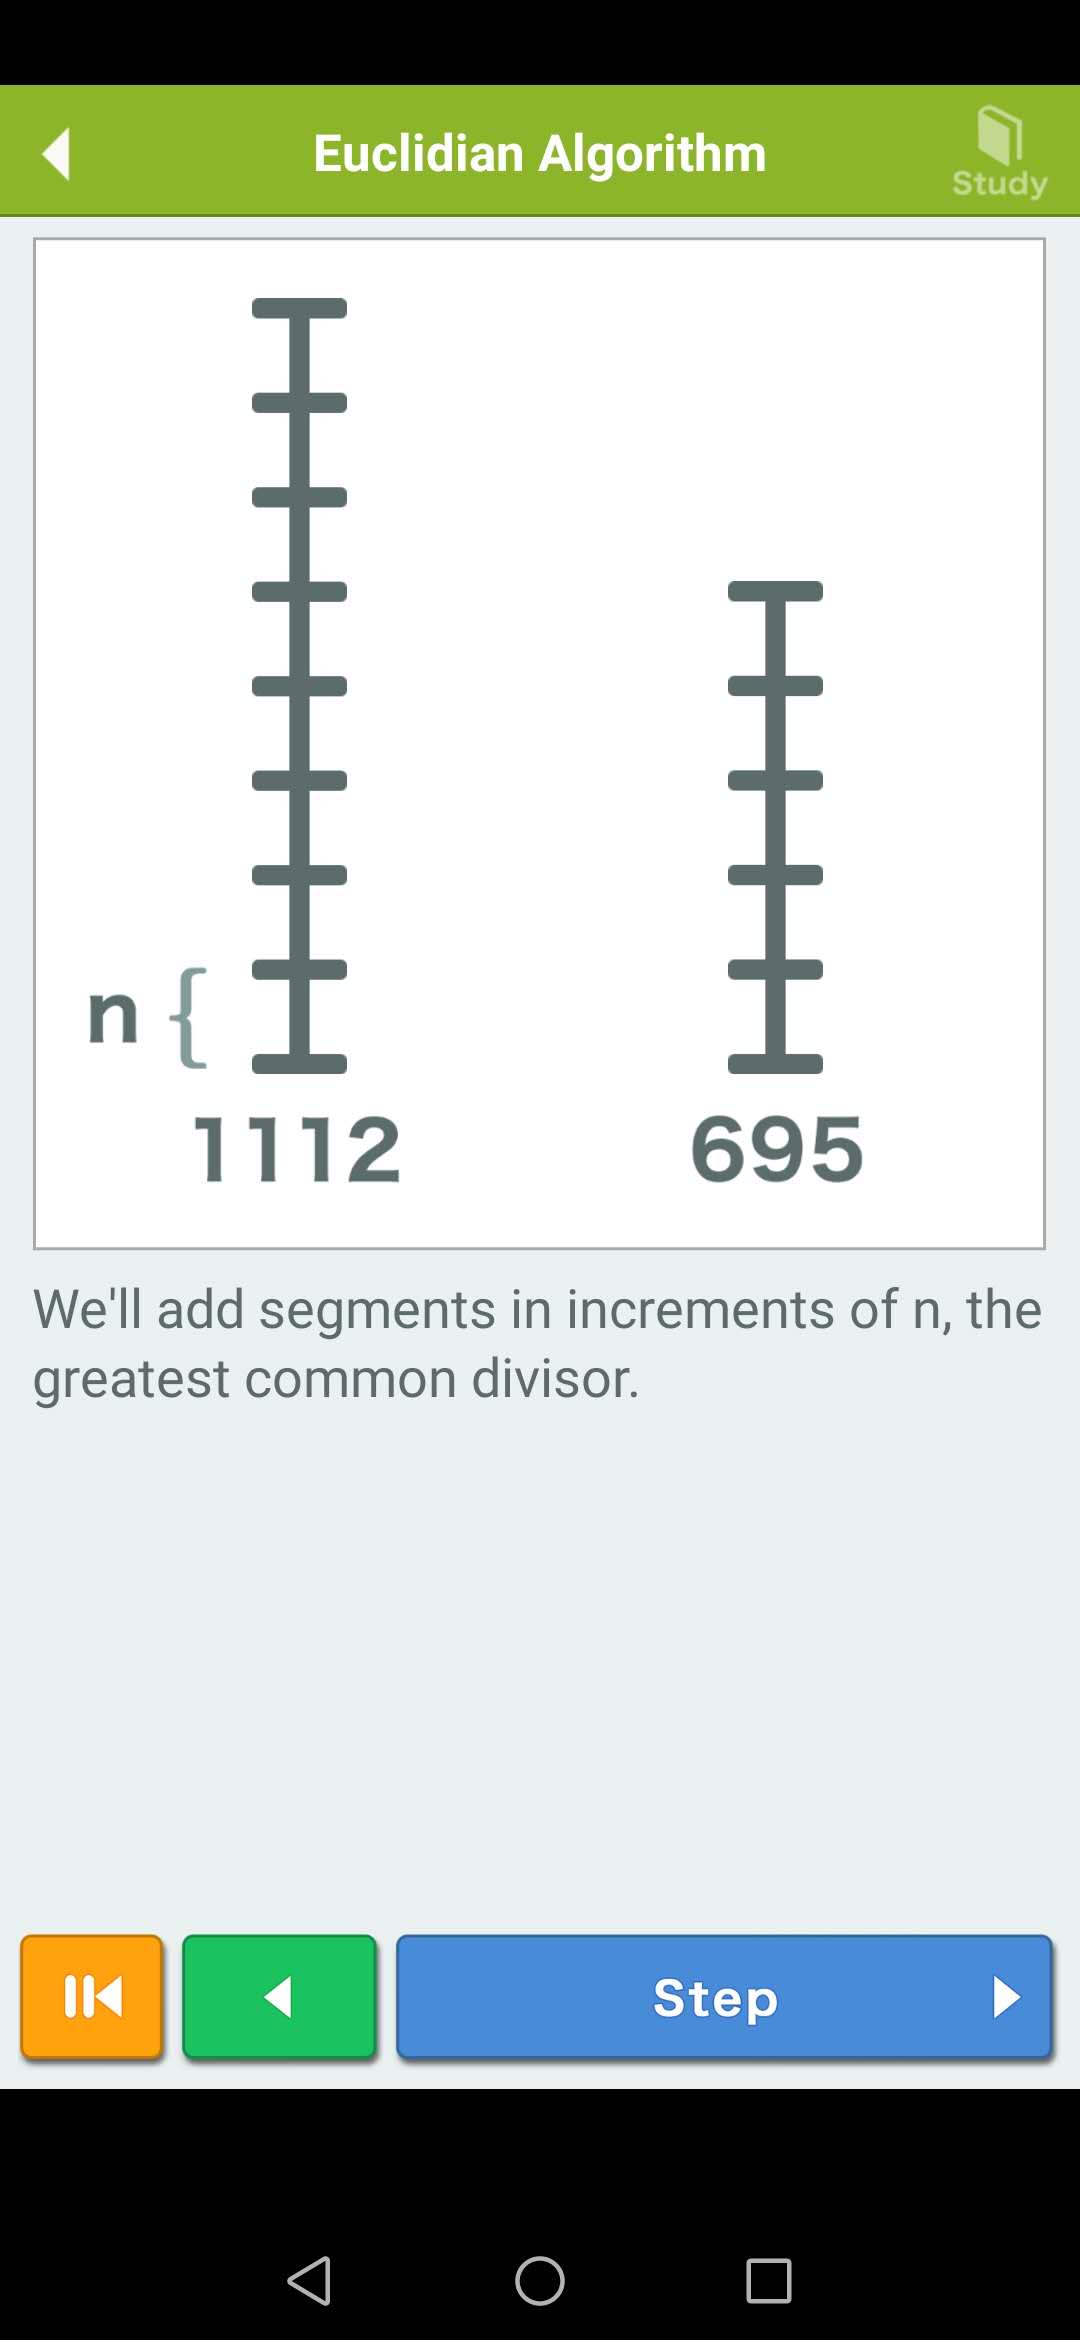 Euclidian Algorithm
Study
n {
1112 695
We'll add segments in increments of n, the
greatest common divisor.
Step